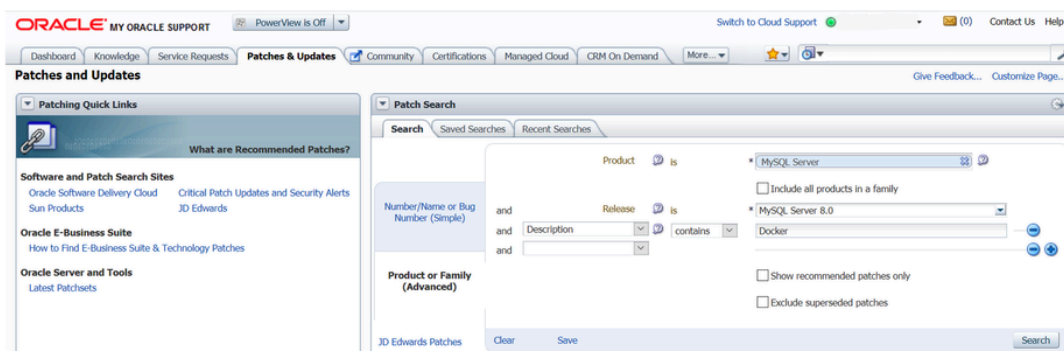 ORACLE MY ORACLE SUPPORT
PowerView is Off
Switch to Cloud Support
(0)
Contact Us
Help
Dashboard
Knowledge
Service Requests
Patches & Updates
Community
Certifications
Managed Cloud
CRM On Demand
More...
Patches and Updates
Give Feedback...
Customize Page...
Patching Quick Links
What are Recommended Patches?
Software and Patch Search Sites
Oracle Software Delivery Cloud
Critical Patch Updates and Security Alerts
Sun Products
JD Edwards
Oracle E-Business Suite
How to Find E-Business Suite & Technology Patches
Oracle Server and Tools
Latest Patchsets
Patch Search
Search
Saved Searches
Recent Searches
Number/Name or Bug
Number (Simple)
Product or Family
(Advanced)
JD Edwards Patches
Product ? is * MySQL Server
Include all products in a family
and Release ? is * MySQL Server 8.0
and Description ? contains Docker
and
Show recommended patches only
Exclude superseded patches
Clear
Save
Search